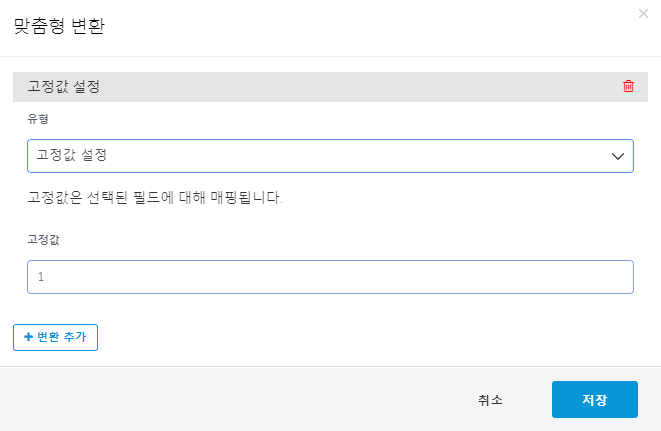 맞춤형 변환
고정값 설정
유형
고정값 설정
고정값은 선택된 필드에 대해 매핑됩니다.
고정값
1
+ 변환 추가
취소
저장